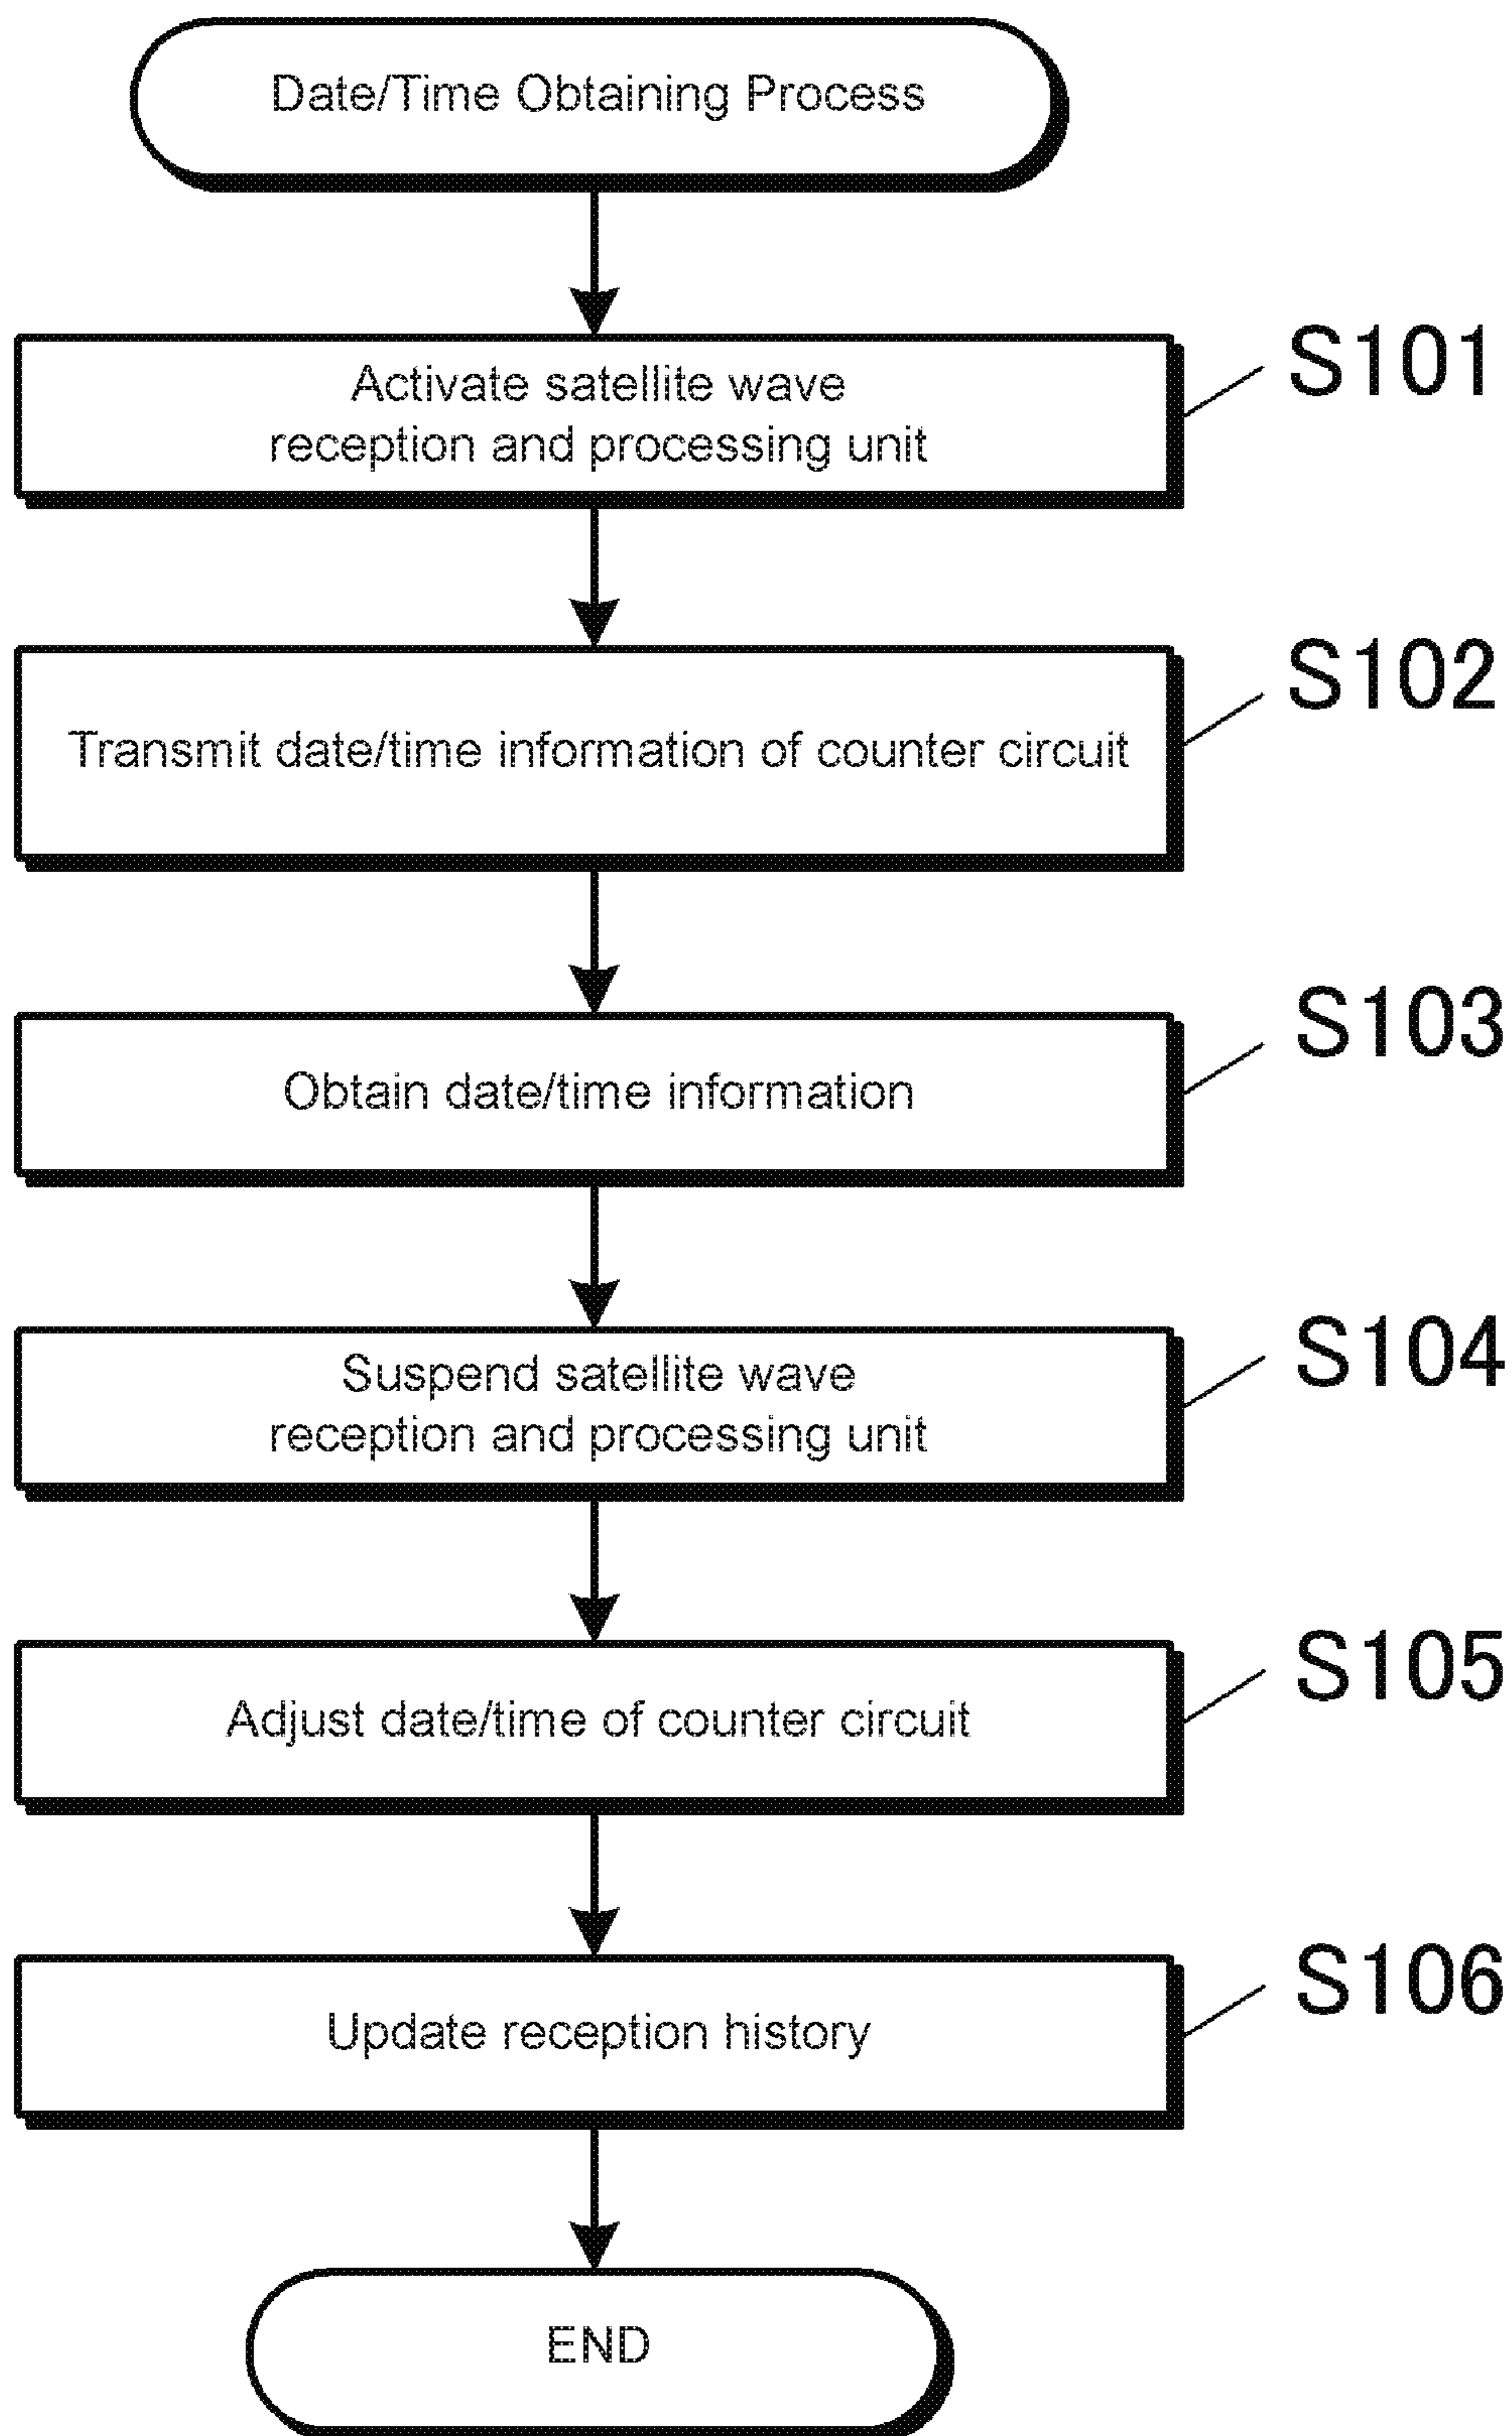 Date/Time Obtaining Process
Activate satellite wave
reception and processing unit
S101
Transmit date/time information of counter circuit
S102
Obtain date/time information
S103
Suspend satellite wave
reception and processing unit
S104
Adjust date/time of counter circuit
S105
Update reception history
S106
END